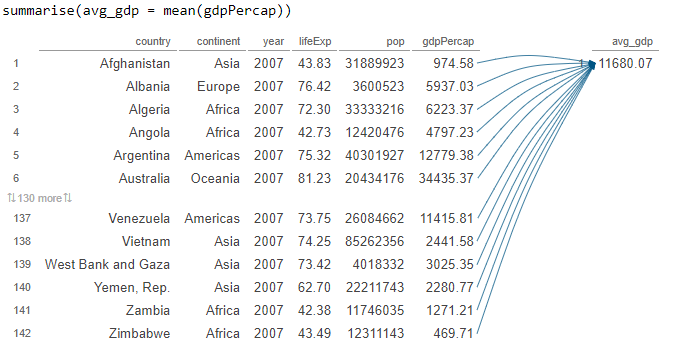 summarise(avg_gdp = mean(gdpPercap))
country continent year lifeExp pop gdpPercap avg_gdp
1 Afghanistan Asia 2007 43.83 31889923 974.58 11680.07
2 Albania Europe 2007 76.42 3600523 5937.03
3 Algeria Africa 2007 72.30 33333216 6223.37
4 Angola Africa 2007 42.73 12420476 4797.23
5 Argentina Americas 2007 75.32 40301927 12779.38
6 Australia Oceania 2007 81.23 20434176 34435.37
⇅130 more⇅
137 Venezuela Americas 2007 73.75 26084662 11415.81
138 Vietnam Asia 2007 74.25 85262356 2441.58
139 West Bank and Gaza Asia 2007 73.42 4018332 3025.35
140 Yemen, Rep. Asia 2007 62.70 22211743 2280.77
141 Zambia Africa 2007 42.38 11746035 1271.21
142 Zimbabwe Africa 2007 43.49 12311143 469.71